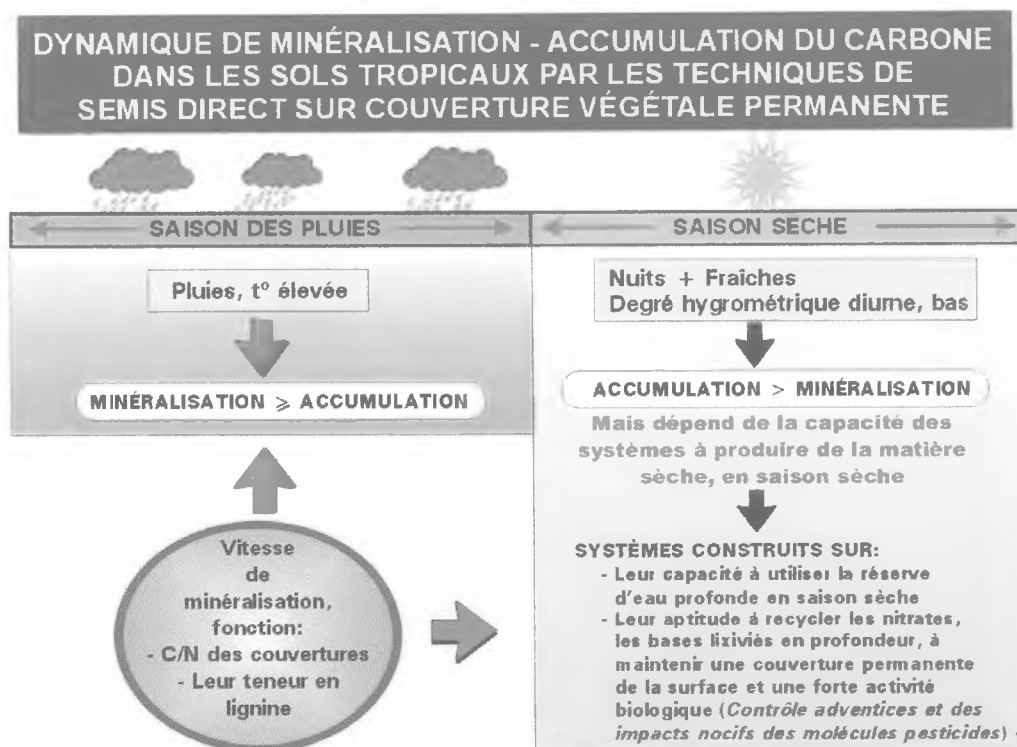 DYNAMIQUE DE MINÉRALISATION - ACCUMULATION DU CARBONE
DANS LES SOLS TROPICAUX PAR LES TECHNIQUES DE
SEMIS DIRECT SUR COUVERTURE VÉGÉTALE PERMANENTE
SAISON DES PLUIES
Pluies, tº élevée
MINÉRALISATION ⩾ ACCUMULATION
Vitesse
de
minéralisation,
fonction:
- C/N des couvertures
- Leur teneur en
lignine
SAISON SÈCHE
Nuits + Fraîches
Degré hygrométrique diurne, bas
ACCUMULATION > MINÉRALISATION
Mais dépend de la capacité des
systèmes à produire de la matière
sèche, en saison sèche
SYSTÈMES CONSTRUITS SUR:
- Leur capacité à utiliser la réserve
d'eau profonde en saison sèche
- Leur aptitude à recycler les nitrates,
les bases lixiviés en profondeur, à
maintenir une couverture permanente
de la surface et une forte activité
biologique (Contrôle adventices et des
impacts nocifs des molécules pesticides) -